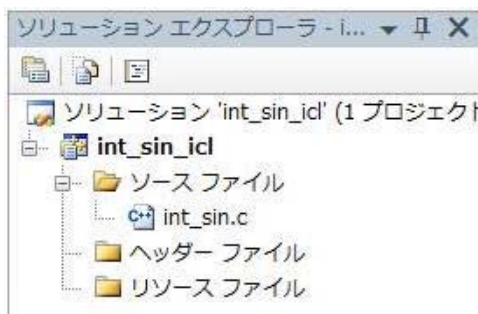 ソリューション エクスプローラ - i...
ソリューション 'int_sin_icl' (1 プロジェクト
int_sin_icl
ソース ファイル
int_sin.c
ヘッダー ファイル
リソース ファイル